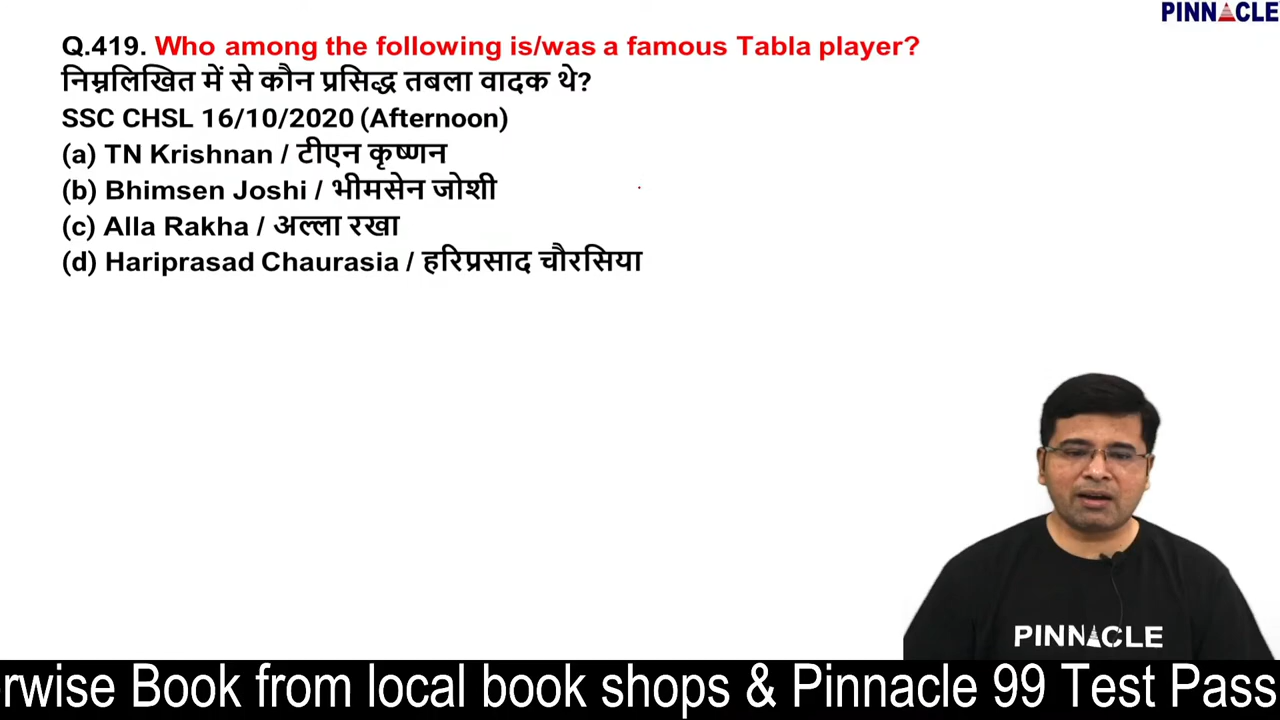 PINNACLE
Q.419. Who among the following is/was a famous Tabla player?
निम्नलिखित में से कौन प्रसिद्ध तबला वादक थे?
SSC CHSL 16/10/2020 (Afternoon)
(a) TN Krishnan / टीएन कृष्णन
(b) Bhimsen Joshi / भीमसेन जोशी
(c) Alla Rakha / अल्ला रखा
(d) Hariprasad Chaurasia / हरिप्रसाद चौरसिया
PINNACLE
rwise Book from local book shops & Pinnacle 99 Test Pass